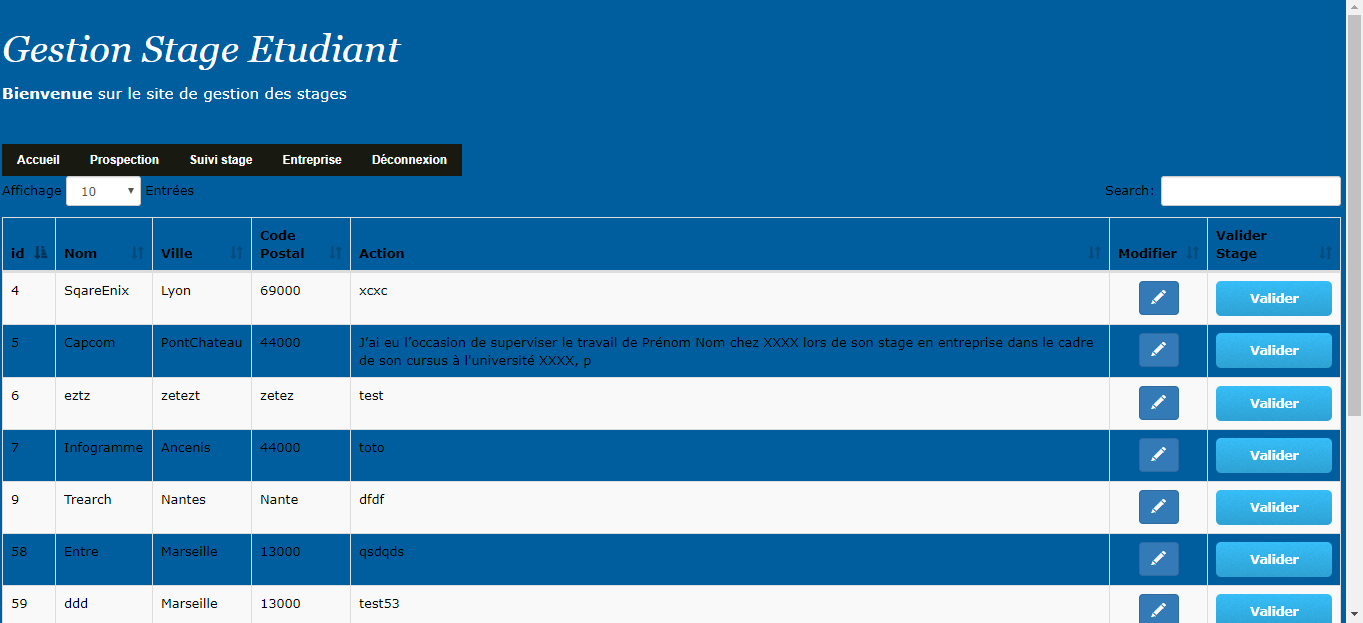 Gestion Stage Etudiant
Bienvenue sur le site de gestion des stages
Accueil Prospection Suivi stage Entreprise Déconnexion
Affichage 10 Entrées Search:
id Nom Ville Code Postal Action Modifier Valider Stage
4 SqareEnix Lyon 69000 xcxc Valider
5 Capcom PontChateau 44000 J'ai eu l'occasion de superviser le travail de Prénom Nom chez XXXX lors de son stage en entreprise dans le cadre
de son cursus à l'université XXXX, p Valider
6 eztz zetezt zetez test Valider
7 Infogramme Ancenis 44000 toto Valider
9 Trearch Nantes Nante dfdf Valider
58 Entre Marseille 13000 qsdqds Valider
59 ddd Marseille 13000 test53 Valider